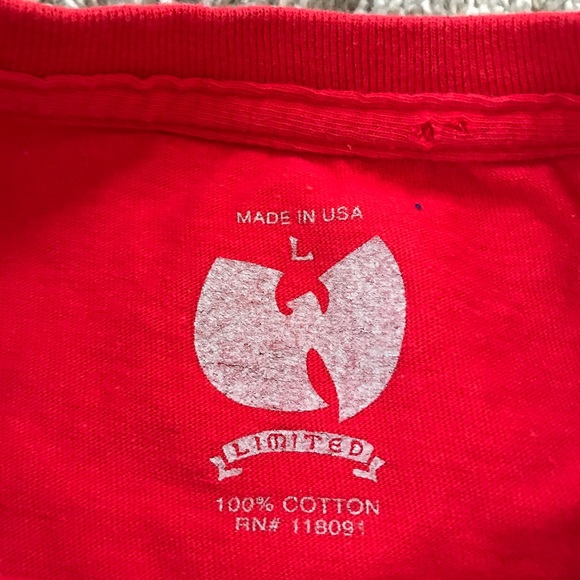 MADE IN USA
L
LIMITED
100% COTTON
RN# 118091